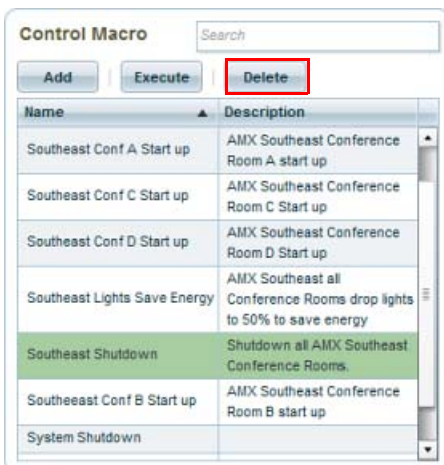 Control Macro Search
Add Execute Delete
Name Description
Southeast Conf A Start up AMX Southeast Conference
Room A start up
Southeast Conf C Start up AMX Southeast Conference
Room C Start up
Southeast Conf D Start up AMX Southeast Conference
Room D Start up
Southeast Lights Save Energy AMX Southeast all
Conference Rooms drop lights
to 50% to save energy
Southeast Shutdown Shutdown all AMX Southeast
Conference Rooms.
Southeeast Conf B Start up AMX Southeast Conference
Room B start up
System Shutdown